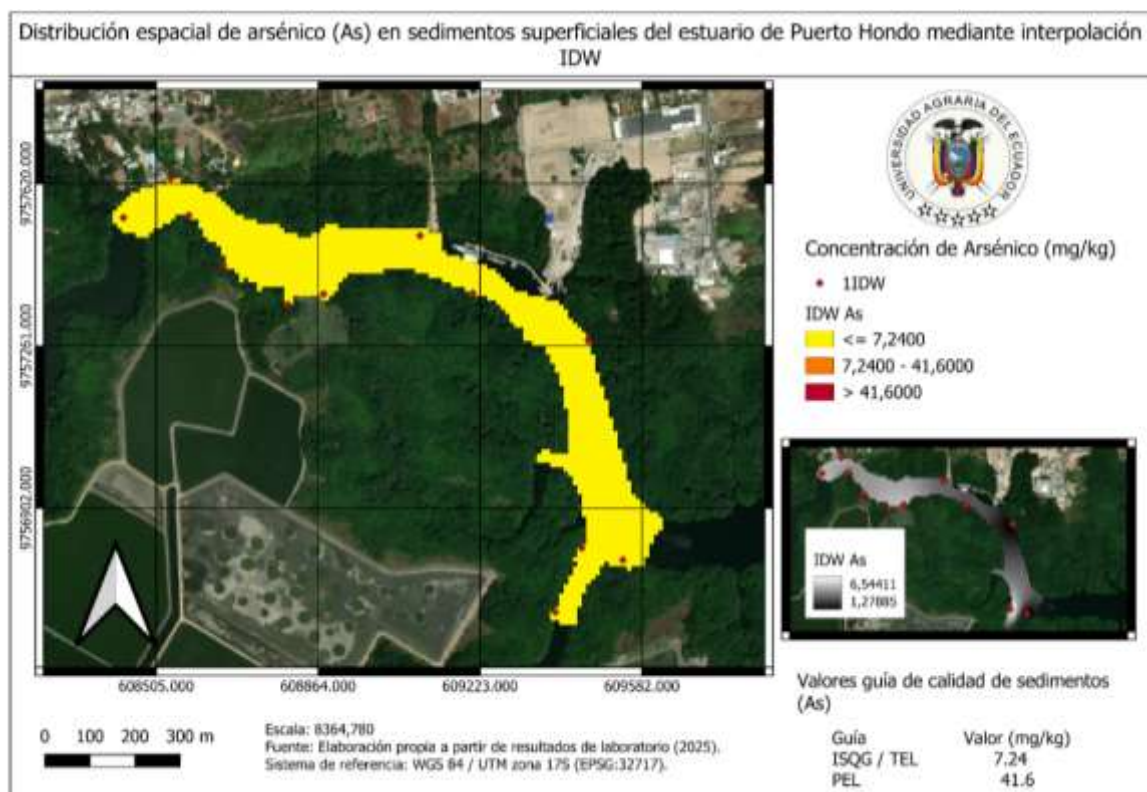 Distribución espacial de arsénico (As) en sedimentos superficiales del estuario de Puerto Hondo mediante interpolación
IDW
UNIVERSIDAD AGRARIA DEL ECUADOR
Concentración de Arsénico (mg/kg)
1IDW
IDW As
<= 7,2400
7,2400 - 41,6000
> 41,6000
9757620.000
9757261.000
9756902.000
608505.000
608864.000
609223.000
609582.000
IDW As
6,54411
1,27885
0 100 200 300 m
Escala: 8364,780
Fuente: Elaboración propia a partir de resultados de laboratorio (2025).
Sistema de referencia: WGS 84 / UTM zona 17S (EPSG:32717).
Valores guía de calidad de sedimentos
(As)
Guía Valor (mg/kg)
ISQG / TEL 7.24
PEL 41.6